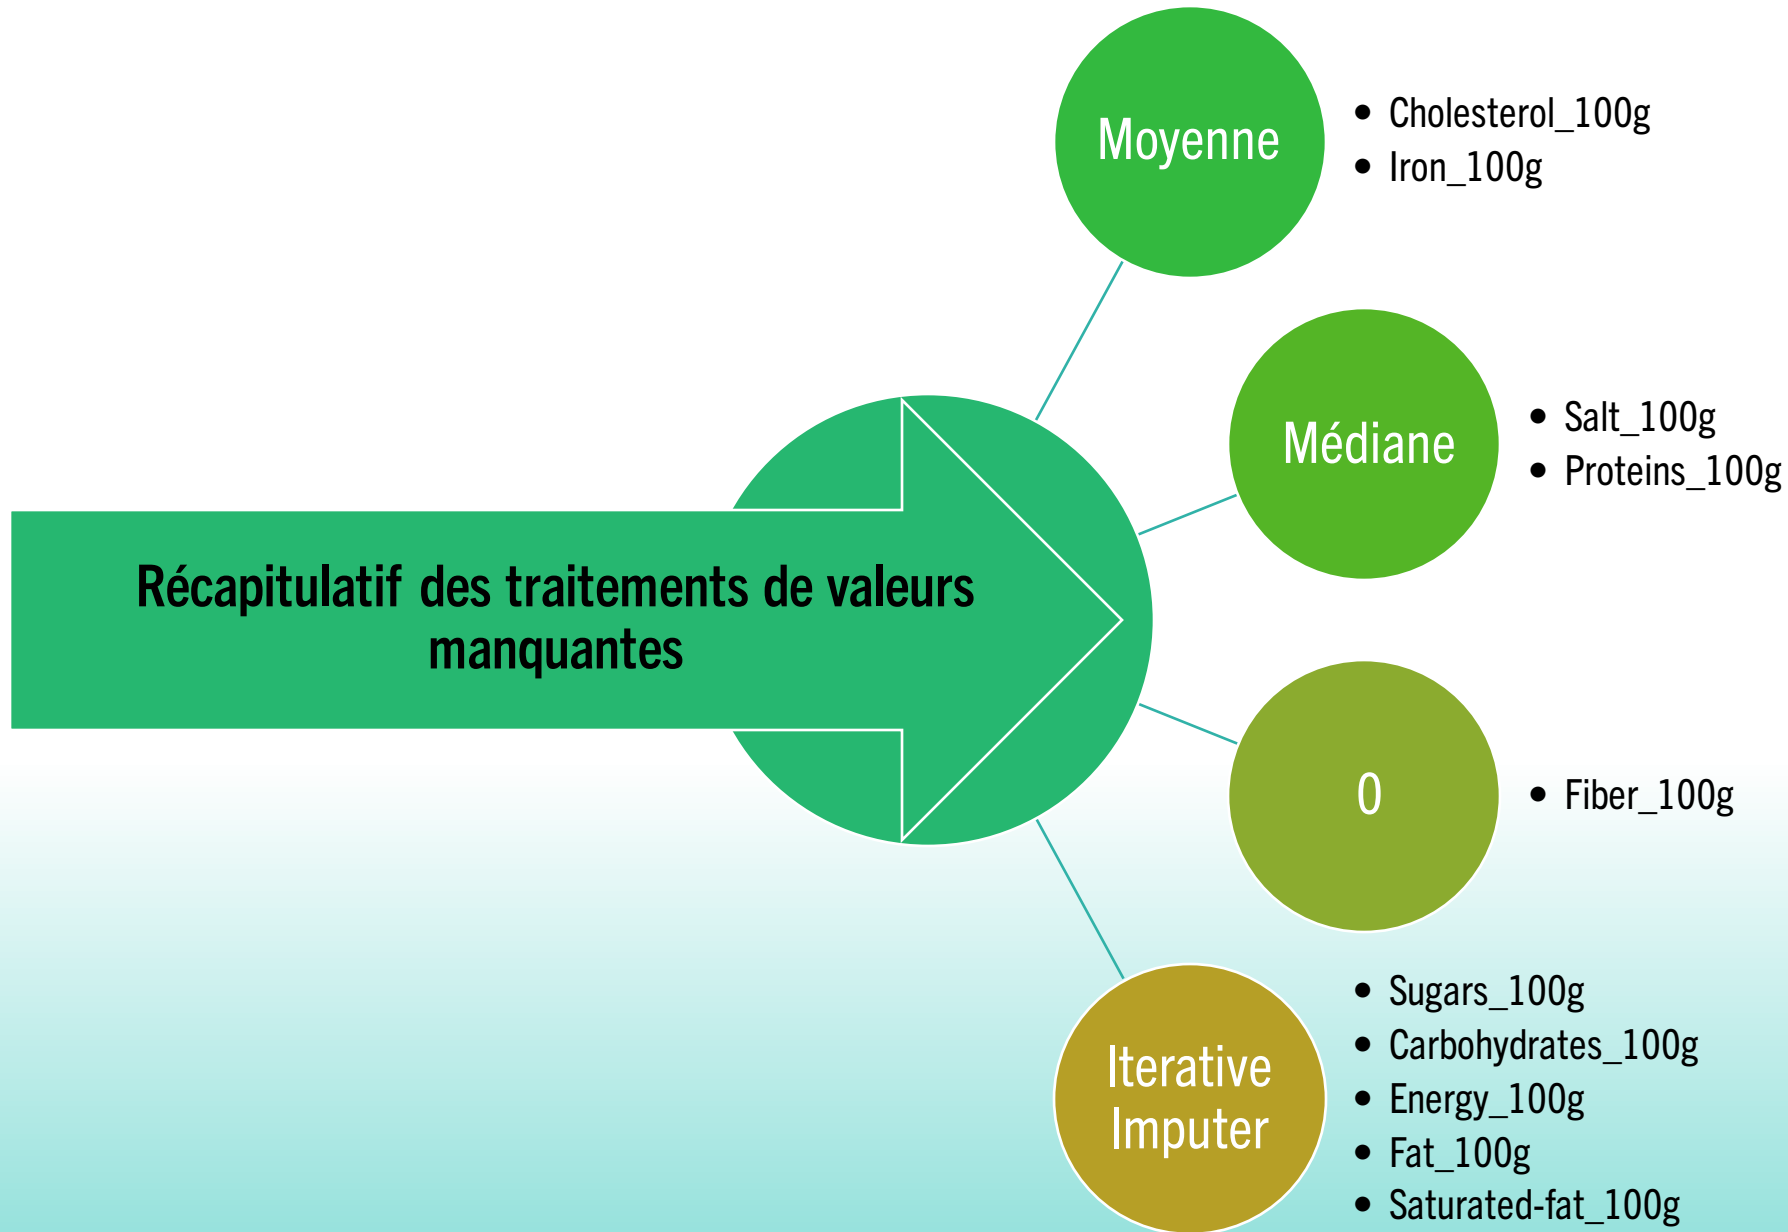 Récapitulatif des traitements de valeurs
manquantes
Moyenne
• Cholesterol_100g
• Iron_100g
Médiane
• Salt_100g
• Proteins_100g
0
• Fiber_100g
Iterative
Imputer
• Sugars_100g
• Carbohydrates_100g
• Energy_100g
• Fat_100g
• Saturated-fat_100g